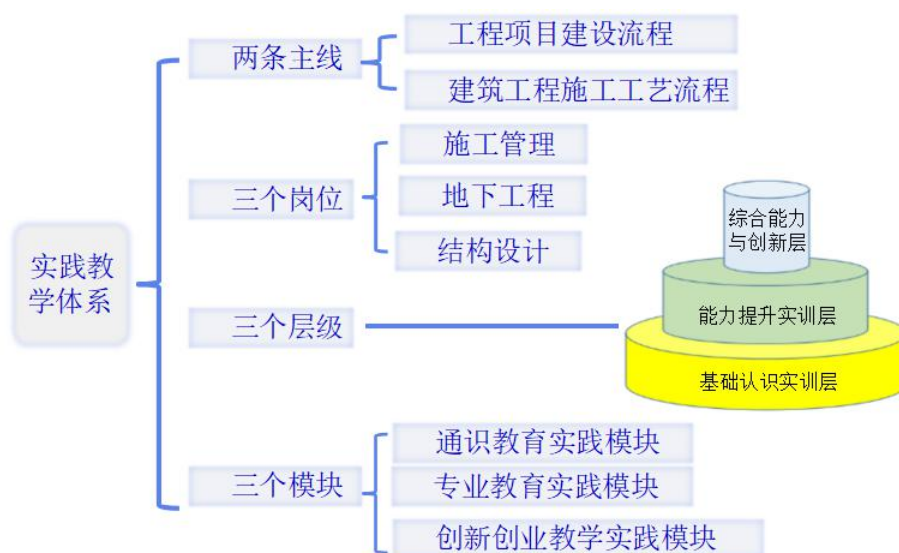 实践教
学体系
两条主线
工程项目建设流程
建筑工程施工工艺流程
三个岗位
施工管理
地下工程
结构设计
三个层级
综合能力
与创新层
能力提升实训层
基础认识实训层
三个模块
通识教育实践模块
专业教育实践模块
创新创业教学实践模块